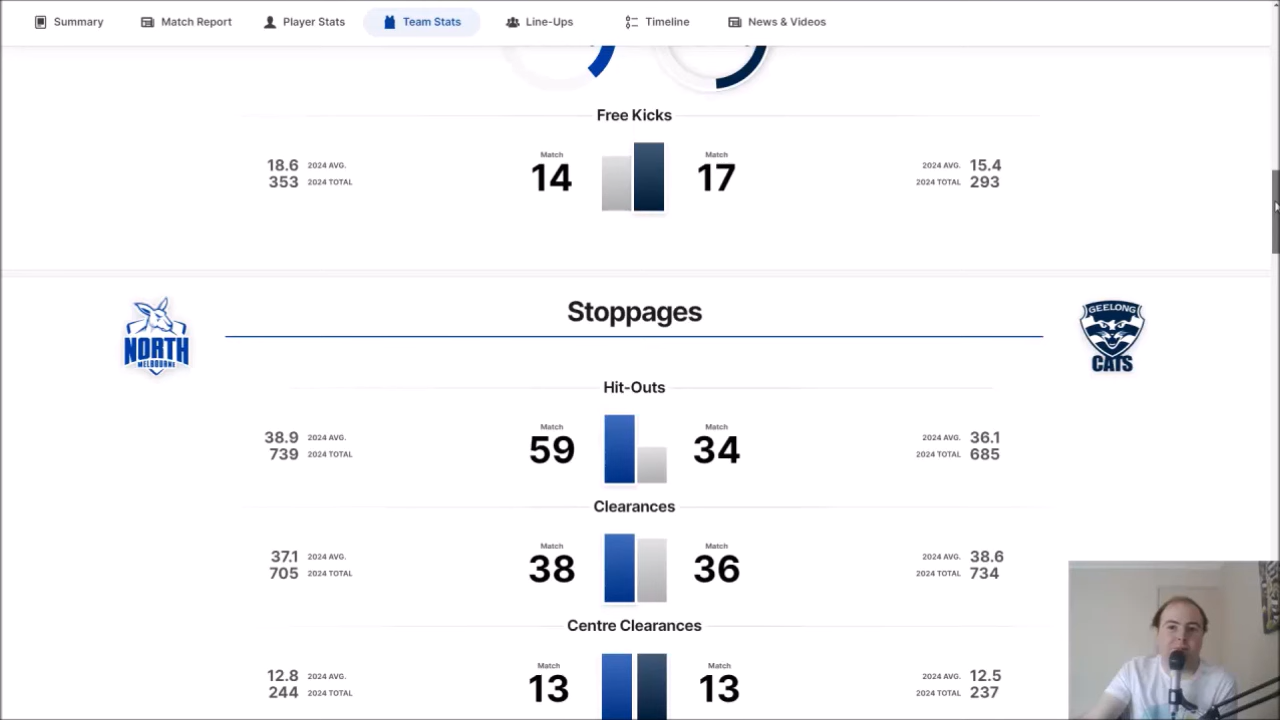 Summary Match Report Player Stats Team Stats Line-Ups Timeline News & Videos
Free Kicks
18.6 2024 AVG.
353 2024 TOTAL
Match
14
Match
17
2024 AVG. 15.4
2024 TOTAL 293
NORTH
MELBOURNE
Stoppages
GEELONG
CATS
Hit-Outs
38.9 2024 AVG.
739 2024 TOTAL
Match
59
Match
34
2024 AVG. 36.1
2024 TOTAL 685
Clearances
37.1 2024 AVG.
705 2024 TOTAL
Match
38
Match
36
2024 AVG. 38.6
2024 TOTAL 734
Centre Clearances
12.8 2024 AVG.
244 2024 TOTAL
Match
13
Match
13
2024 AVG. 12.5
2024 TOTAL 237